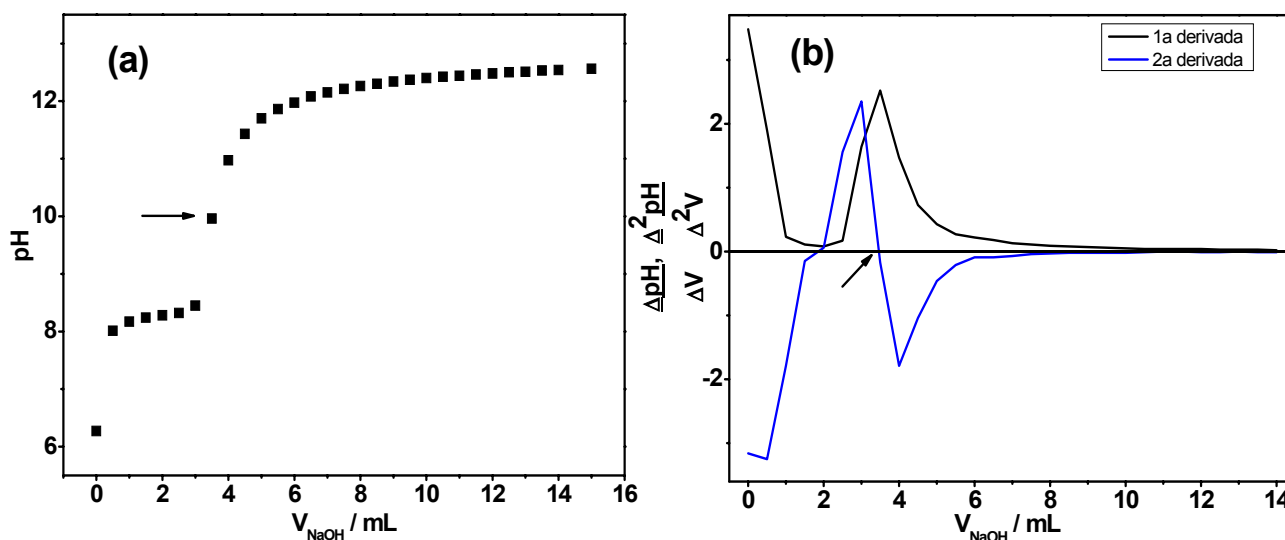 (a)
pH
12
10
8
6
0 2 4 6 8 10 12 14 16
V_NaOH / mL
(b)
1a derivada
2a derivada
ΔpH, Δ²pH
ΔV Δ²V
2
0
-2
0 2 4 6 8 10 12 14
V_NaOH / mL